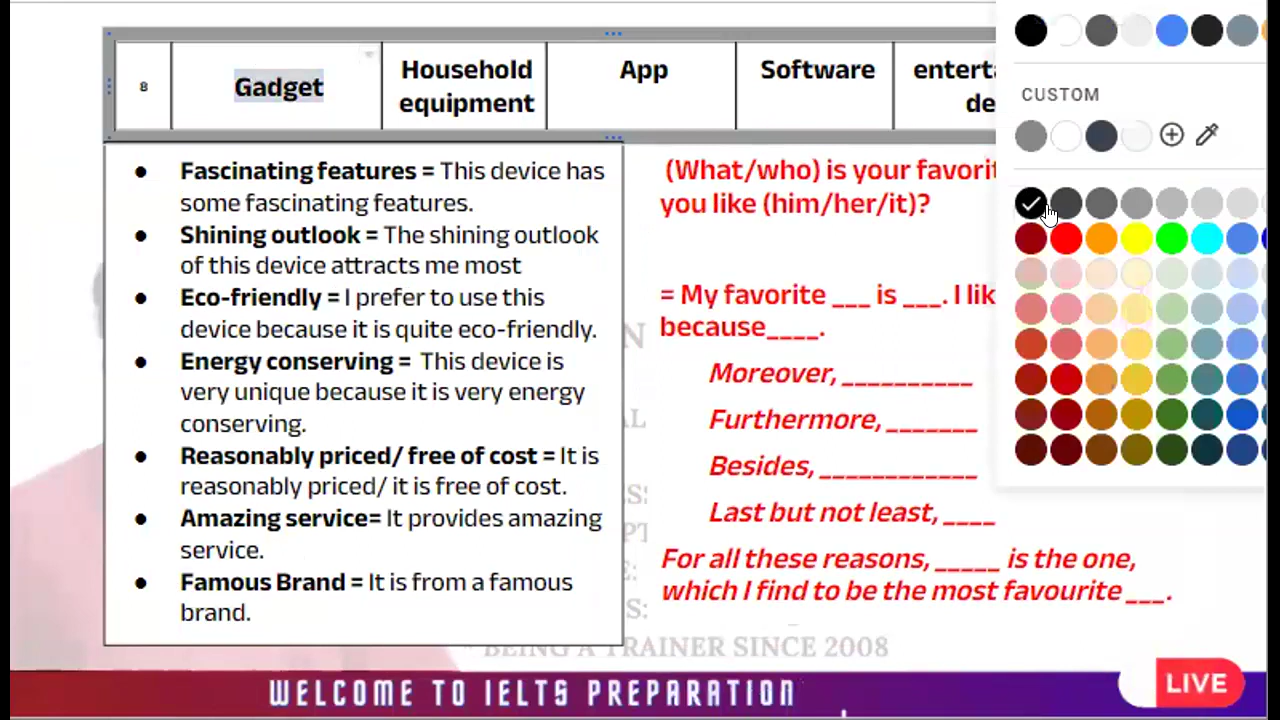 CUSTOM
8
Gadget
Household
equipment
App
Software
de
Fascinating features = This device has
some fascinating features.
Shining outlook = The shining outlook
of this device attracts me most
Eco-friendly = I prefer to use this
device because it is quite eco-friendly.
Energy conserving = This device is
very unique because it is very energy
conserving.
Reasonably priced/ free of cost = It is
reasonably priced/ it is free of cost.
Amazing service= It provides amazing
service.
Famous Brand = It is from a famous
brand.
(What/who) is your favorit
you like (him/her/it)?
= My favorite ___ is ___. I lik
because____.
Moreover, __________
Furthermore, _______
Besides, ____________
Last but not least, ____
For all these reasons, _____ is the one,
which I find to be the most favourite ___.
BEING A TRAINER SINCE 2008
WELCOME TO IELTS PREPARATION
LIVE